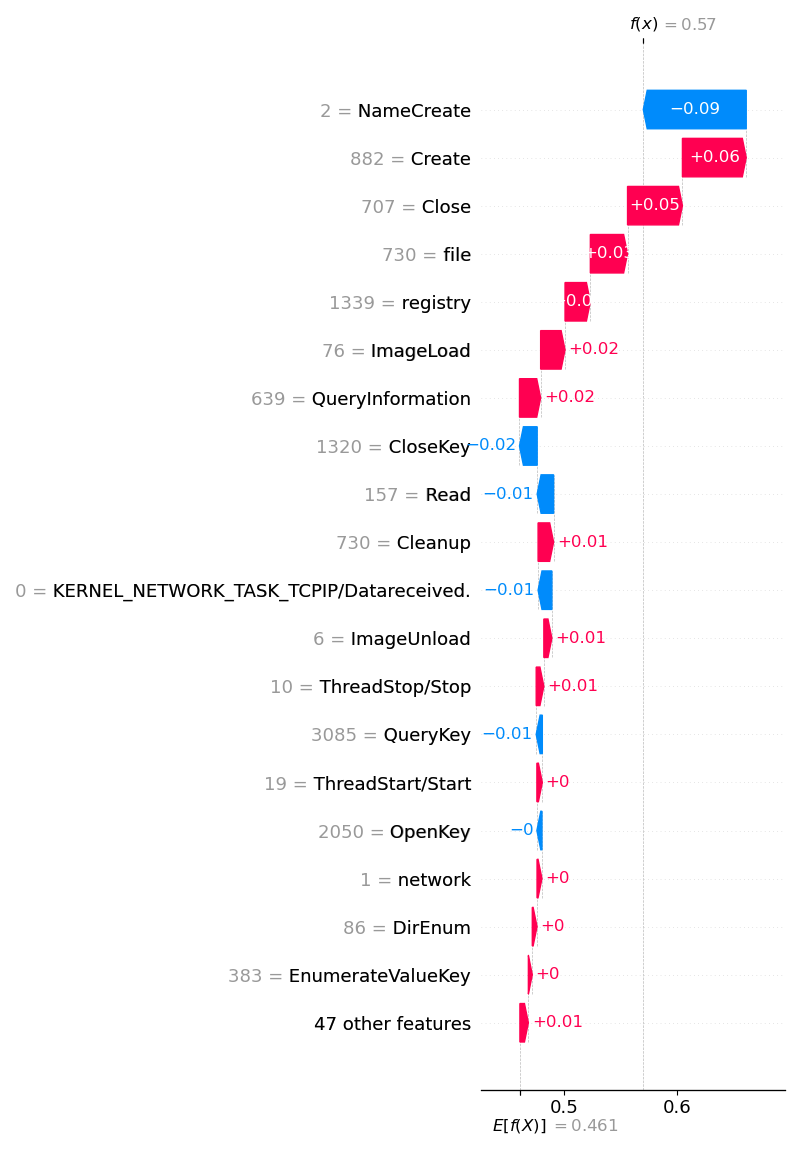 f(x) = 0.57
2 = NameCreate −0.09
882 = Create +0.06
707 = Close +0.05
730 = file +0.03
1339 = registry
76 = ImageLoad +0.02
639 = QueryInformation +0.02
1320 = CloseKey −0.02
157 = Read −0.01
730 = Cleanup +0.01
0 = KERNEL_NETWORK_TASK_TCPIP/Datareceived. −0.01
6 = ImageUnload +0.01
10 = ThreadStop/Stop +0.01
3085 = QueryKey −0.01
19 = ThreadStart/Start +0
2050 = OpenKey −0
1 = network +0
86 = DirEnum +0
383 = EnumerateValueKey +0
47 other features +0.01
0.5 0.6
E[f(X)] = 0.461